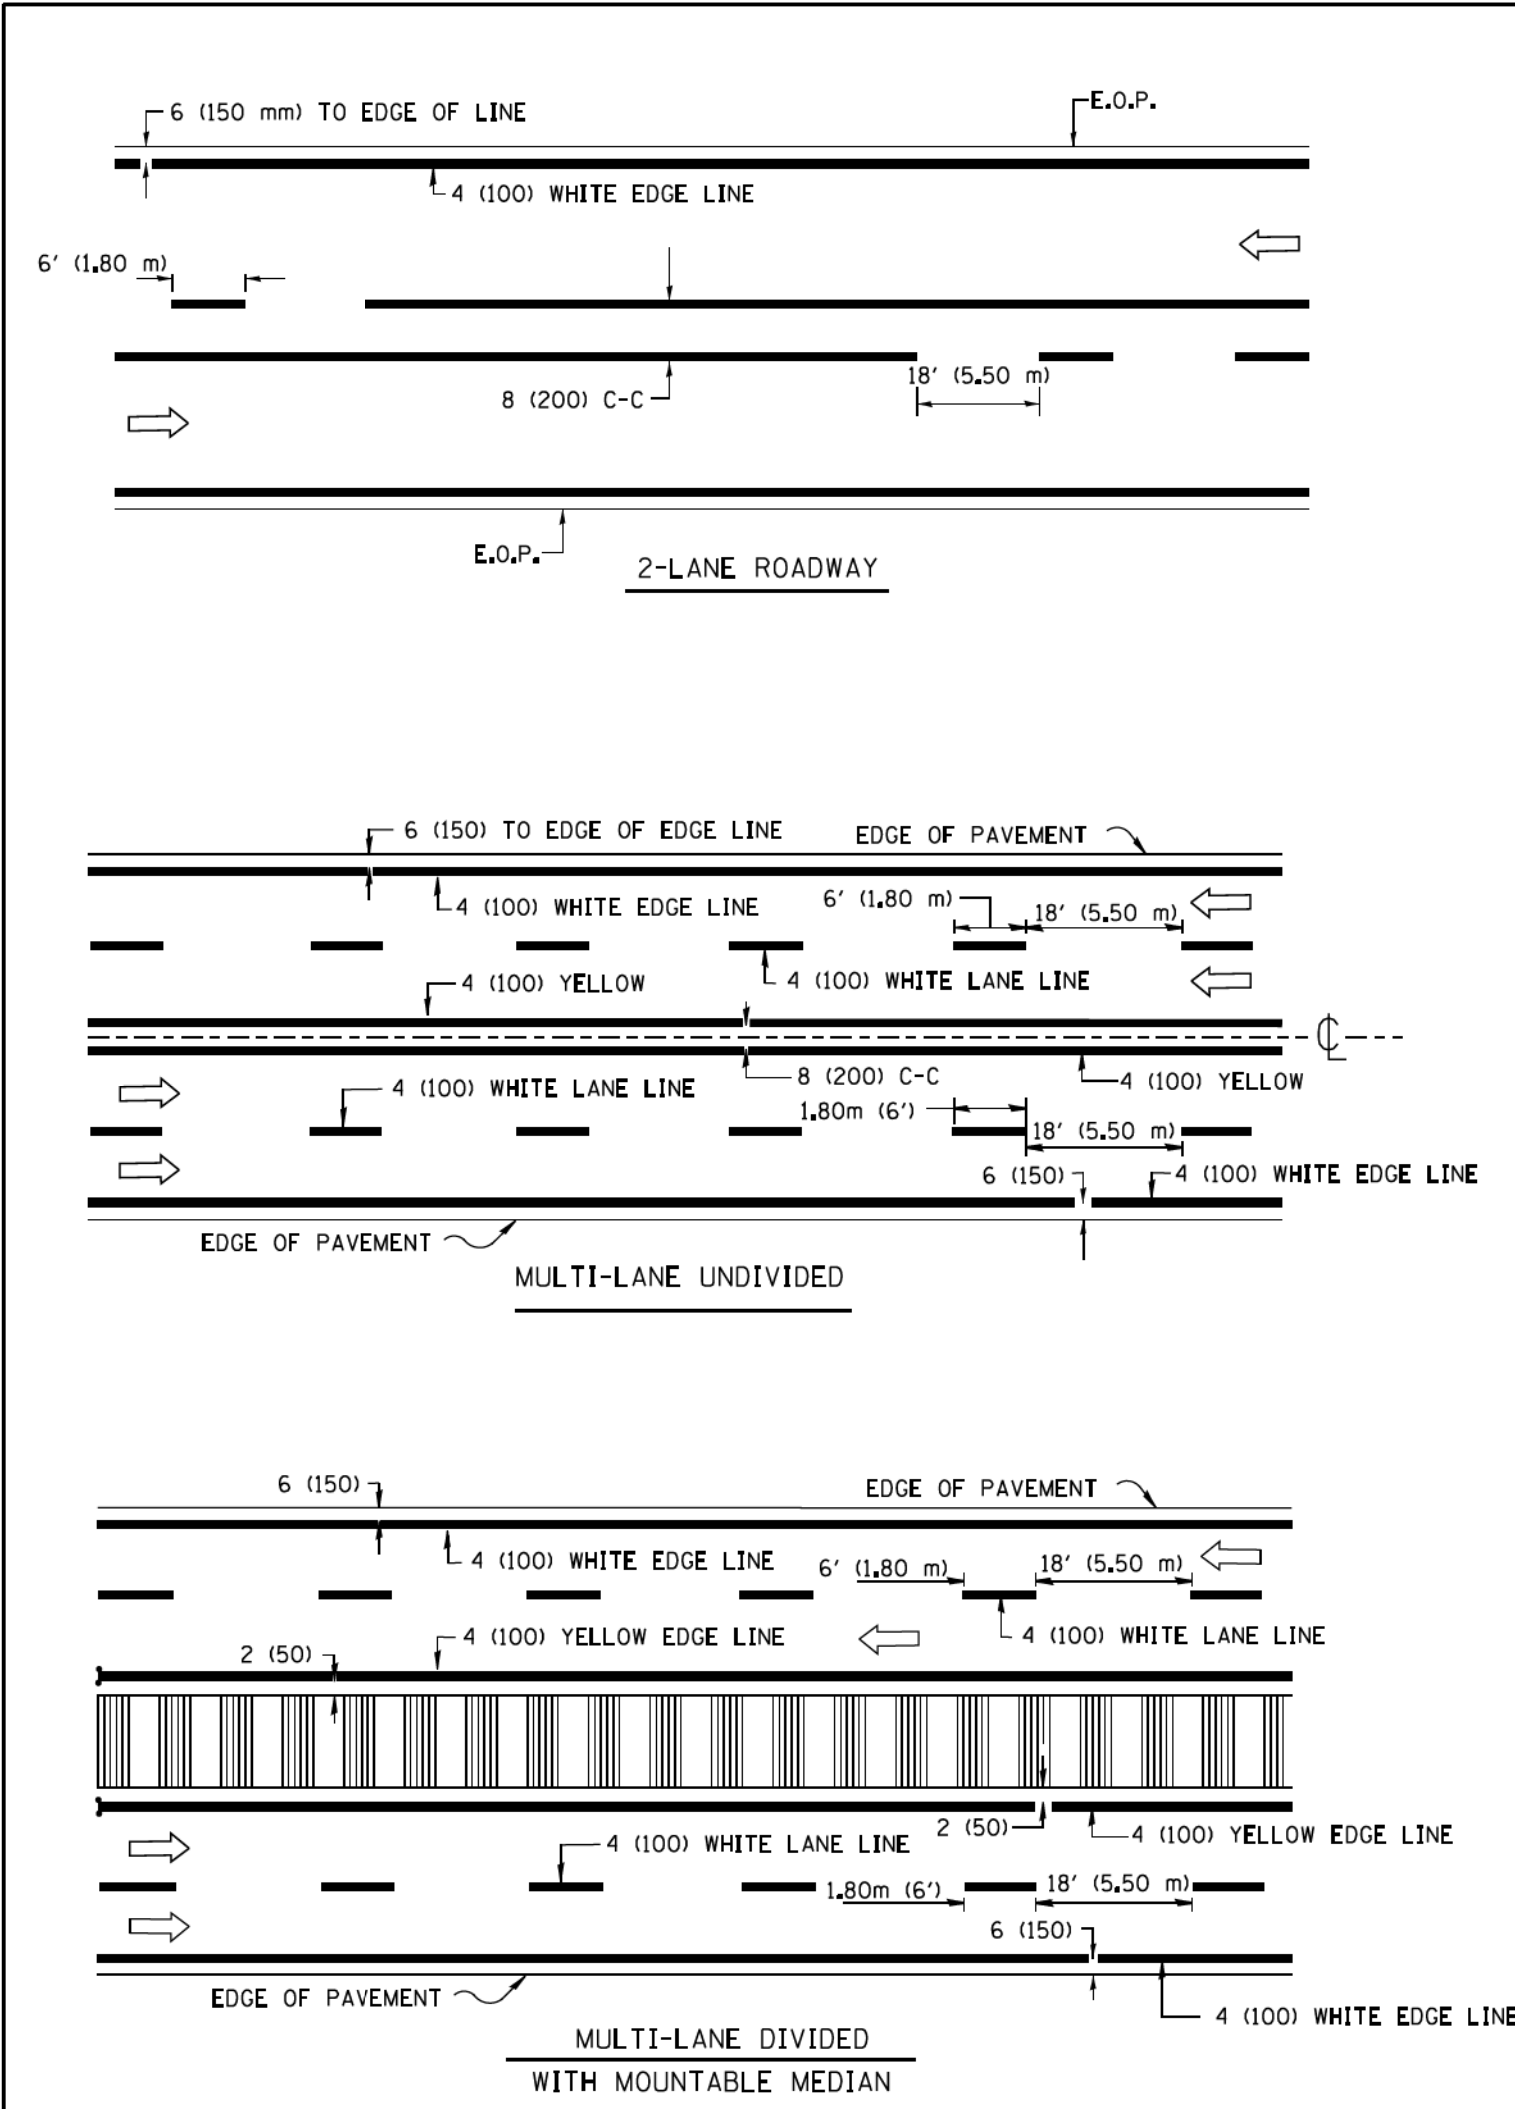 6 (150 mm) TO EDGE OF LINE
E.O.P.
4 (100) WHITE EDGE LINE
6' (1.80 m)
18' (5.50 m)
8 (200) C-C
E.O.P.
2-LANE ROADWAY
6 (150) TO EDGE OF EDGE LINE
EDGE OF PAVEMENT
4 (100) WHITE EDGE LINE
6' (1.80 m)
18' (5.50 m)
4 (100) YELLOW
4 (100) WHITE LANE LINE
CL
8 (200) C-C
4 (100) YELLOW
4 (100) WHITE LANE LINE
1.80m (6')
18' (5.50 m)
6 (150)
4 (100) WHITE EDGE LINE
EDGE OF PAVEMENT
MULTI-LANE UNDIVIDED
6 (150)
EDGE OF PAVEMENT
4 (100) WHITE EDGE LINE
6' (1.80 m)
18' (5.50 m)
4 (100) YELLOW EDGE LINE
4 (100) WHITE LANE LINE
2 (50)
2 (50)
4 (100) YELLOW EDGE LINE
4 (100) WHITE LANE LINE
1.80m (6')
18' (5.50 m)
6 (150)
EDGE OF PAVEMENT
4 (100) WHITE EDGE LINE
MULTI-LANE DIVIDED
WITH MOUNTABLE MEDIAN